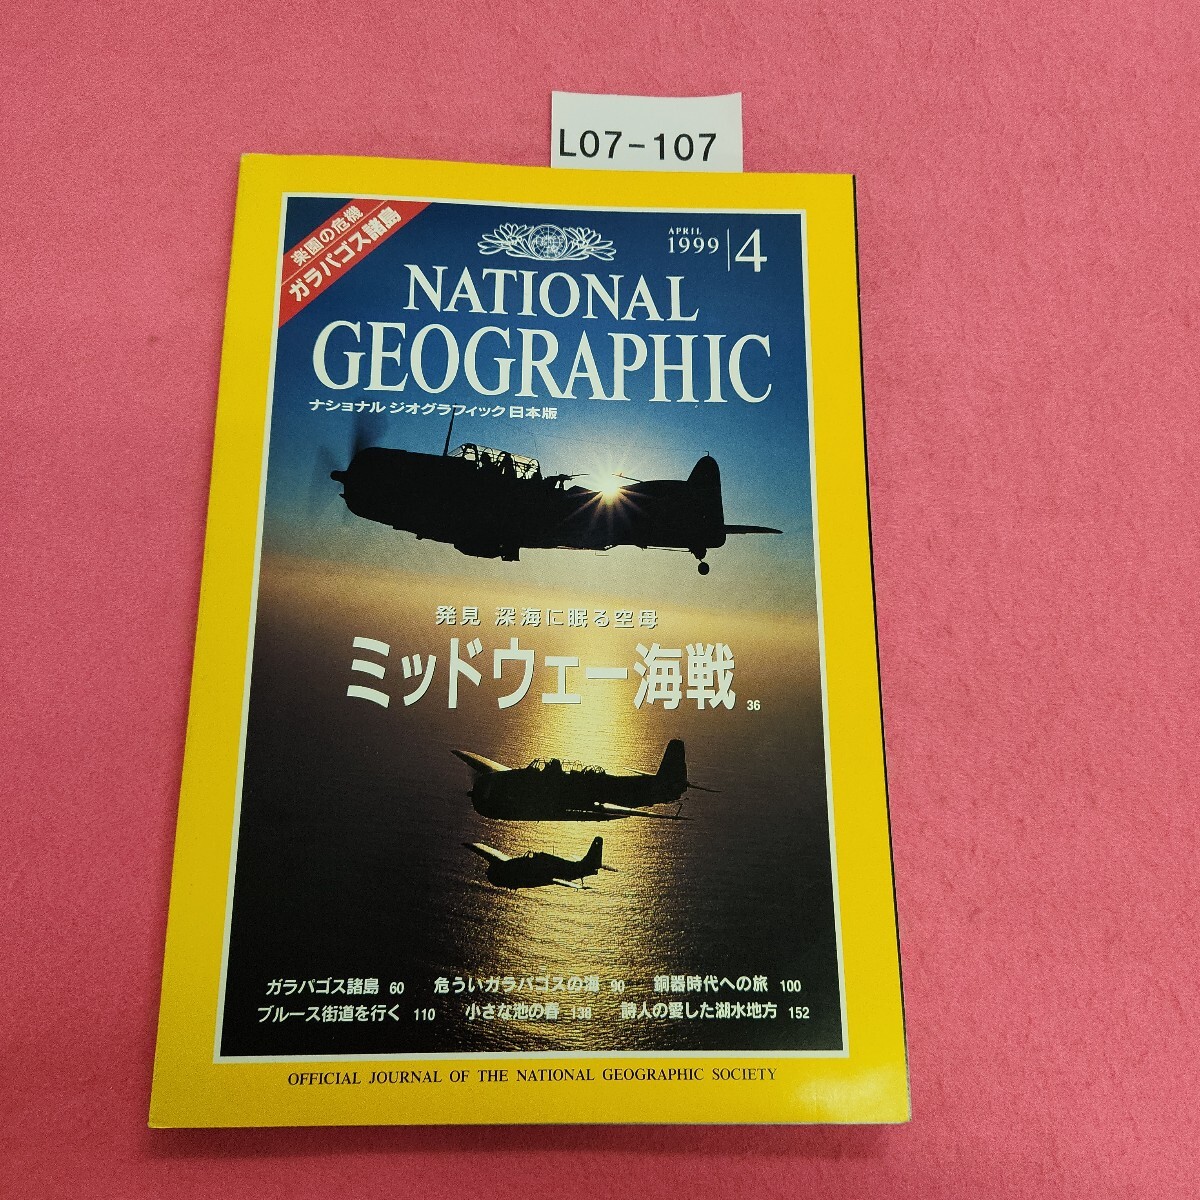 L07-107
楽園の危機
ガラパゴス諸島
APRIL
1999 | 4
NATIONAL
GEOGRAPHIC
ナショナル ジオグラフィック 日本版
発見 深海に眠る空母
ミッドウェー海戦 36
ガラパゴス諸島 60 危ういガラパゴスの海 90 銅器時代への旅 100
ブルース街道を行く 110 小さな池の春 138 詩人の愛した湖水地方 152
OFFICIAL JOURNAL OF THE NATIONAL GEOGRAPHIC SOCIETY